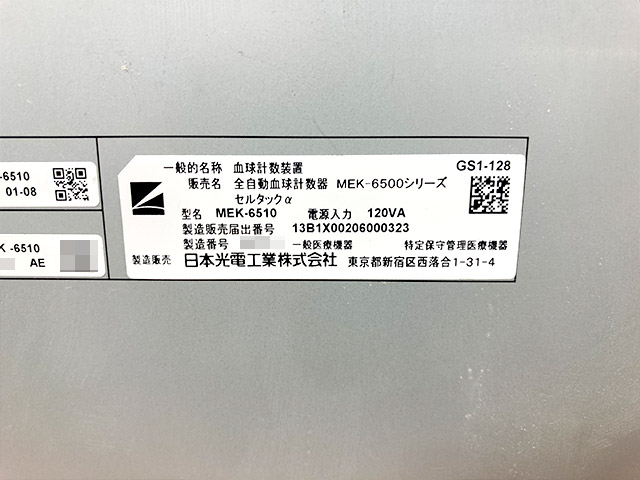 -6510
01-08
K -6510
AE
一般的名称 血球計数装置 GS1-128
販売名 全自動血球計数器 MEK-6500シリーズ
セルタックα
型名 MEK-6510 電源入力 120VA
製造販売届出番号 13B1X00206000323
製造番号 一般医療機器 特定保守管理医療機器
製造販売 日本光電工業株式会社 東京都新宿区西落合1-31-4